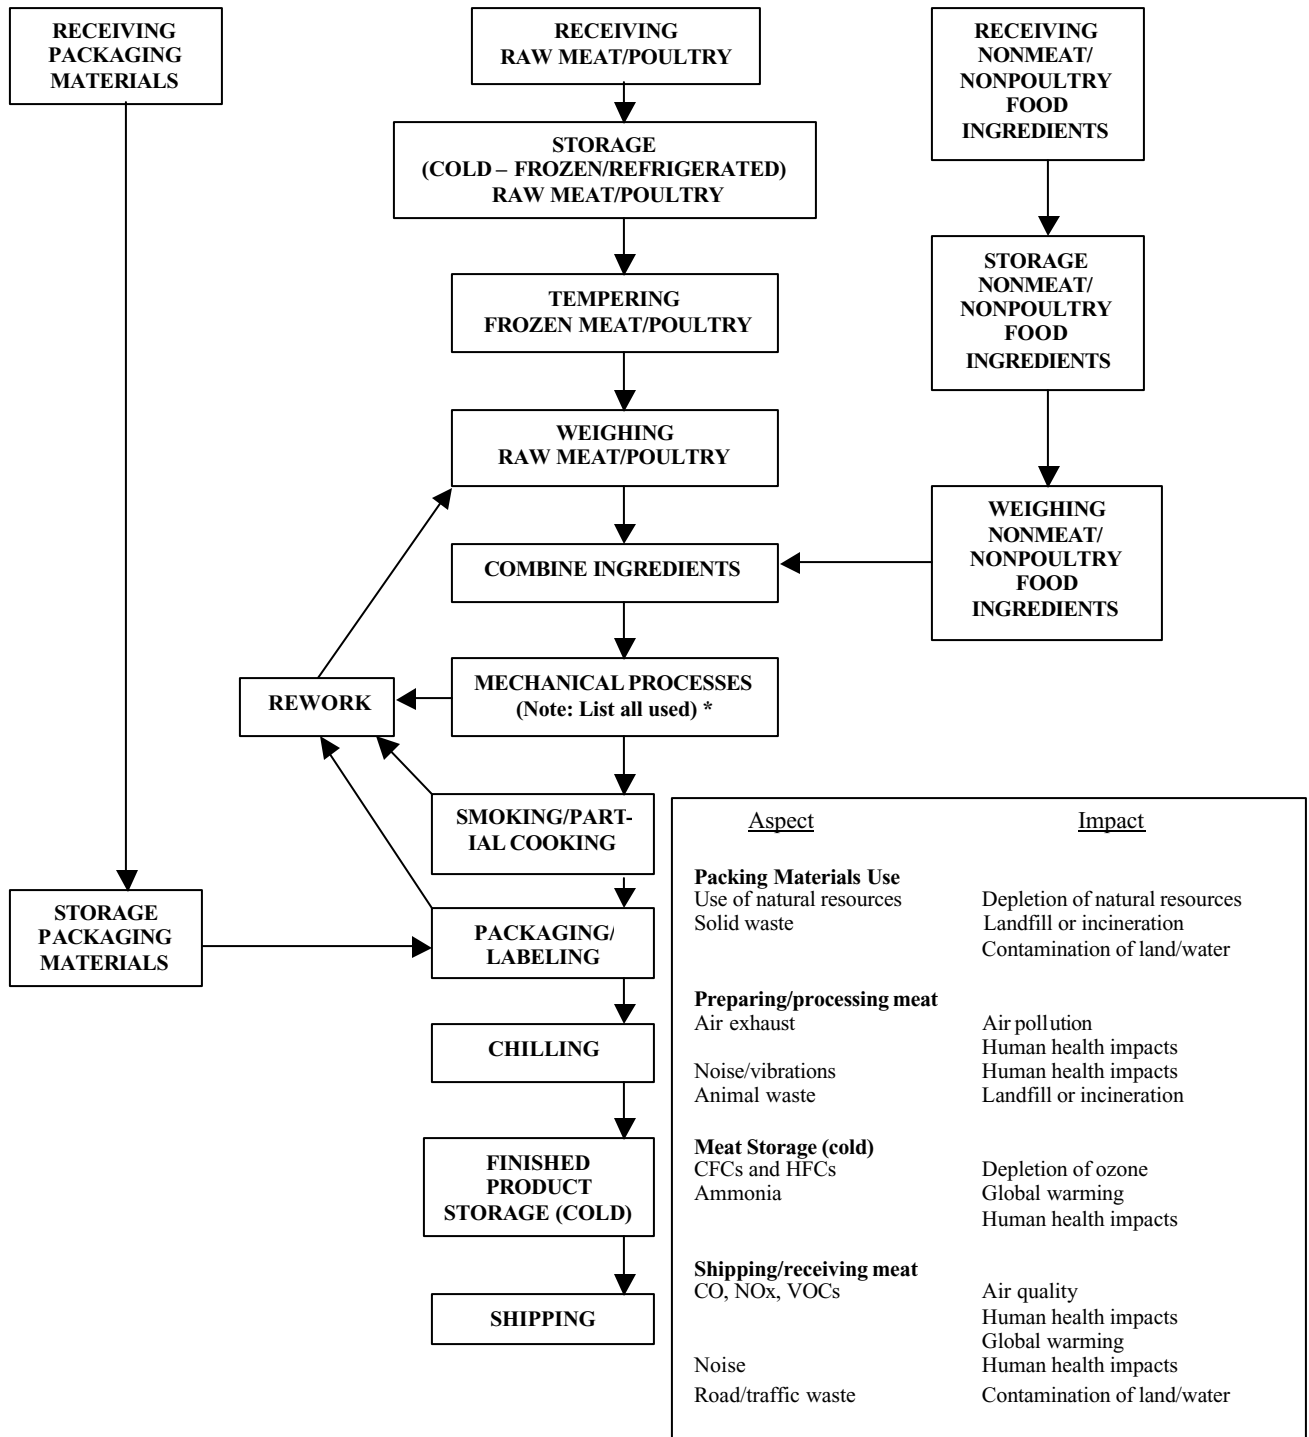 RECEIVING
PACKAGING
MATERIALS
RECEIVING
RAW MEAT/POULTRY
RECEIVING
NONMEAT/
NONPOULTRY
FOOD
INGREDIENTS
STORAGE
(COLD – FROZEN/REFRIGERATED)
RAW MEAT/POULTRY
STORAGE
NONMEAT/
NONPOULTRY
FOOD
INGREDIENTS
TEMPERING
FROZEN MEAT/POULTRY
WEIGHING
RAW MEAT/POULTRY
WEIGHING
NONMEAT/
NONPOULTRY
FOOD
INGREDIENTS
COMBINE INGREDIENTS
MECHANICAL PROCESSES
(Note: List all used) *
REWORK
SMOKING/PART-
IAL COOKING
STORAGE
PACKAGING
MATERIALS
PACKAGING/
LABELING
CHILLING
FINISHED
PRODUCT
STORAGE (COLD)
SHIPPING
Aspect Impact
Packing Materials Use
Use of natural resources Depletion of natural resources
Solid waste Landfill or incineration
Contamination of land/water
Preparing/processing meat
Air exhaust Air pollution
Human health impacts
Noise/vibrations Human health impacts
Animal waste Landfill or incineration
Meat Storage (cold)
CFCs and HFCs Depletion of ozone
Ammonia Global warming
Human health impacts
Shipping/receiving meat
CO, NOx, VOCs Air quality
Human health impacts
Global warming
Noise Human health impacts
Road/traffic waste Contamination of land/water